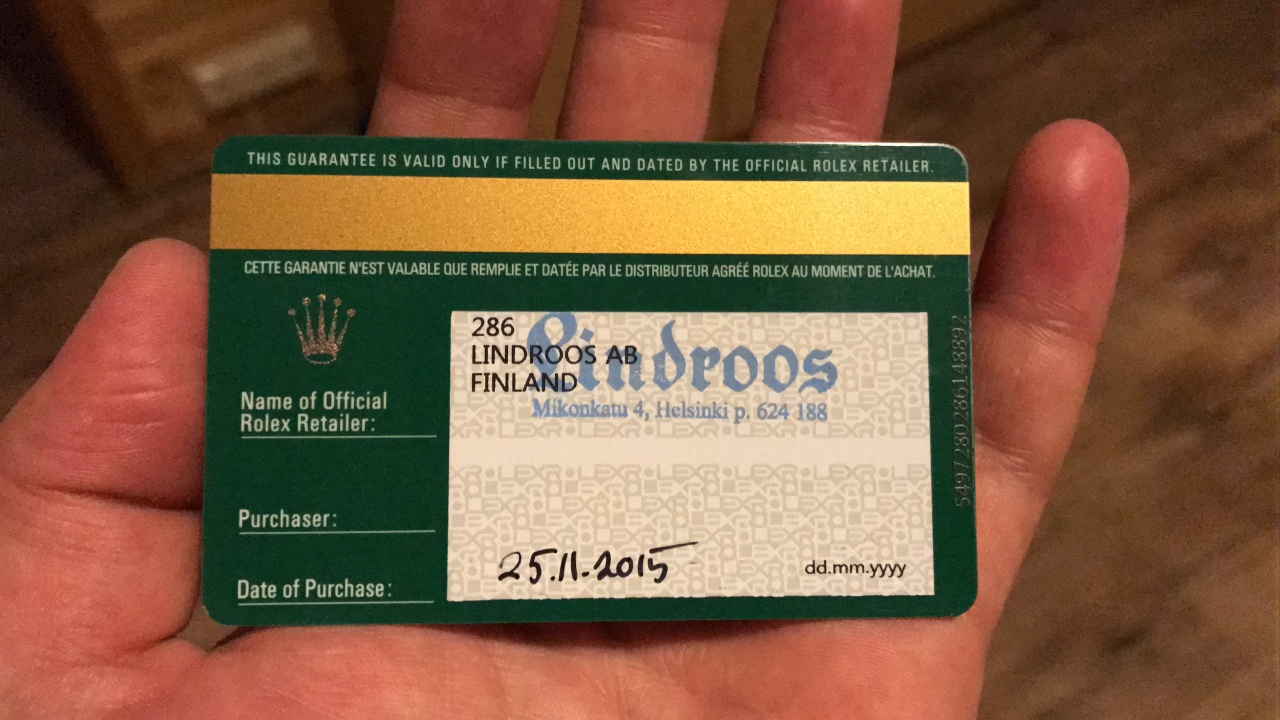 THIS GUARANTEE IS VALID ONLY IF FILLED OUT AND DATED BY THE OFFICIAL ROLEX RETAILER.
CETTE GARANTIE N'EST VALABLE QUE REMPLIE ET DATÉE PAR LE DISTRIBUTEUR AGRÉÉ ROLEX AU MOMENT DE L'ACHAT.
286
LINDROOS AB
FINLAND
Lindroos
Mikonkatu 4, Helsinki p. 624 188
Name of Official
Rolex Retailer:
Purchaser:
Date of Purchase:
25.11.2015
dd.mm.yyyy